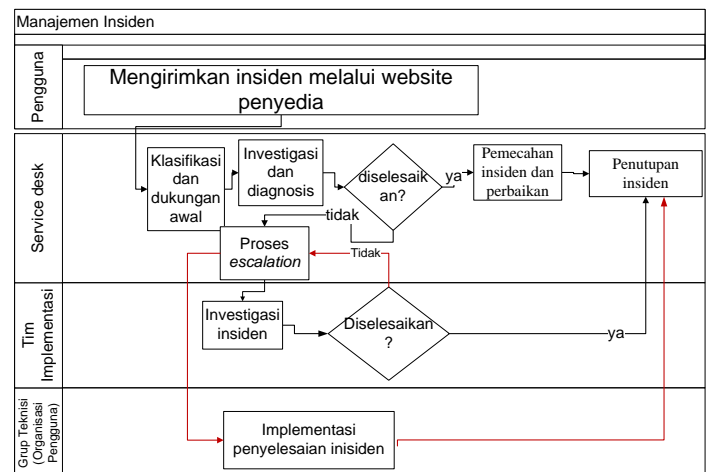 Manajemen Insiden
Pengguna
Mengirimkan insiden melalui website
penyedia
Service desk
Klasifikasi
dan
dukungan
awal
Investigasi
dan
diagnosis
diselesaik
an?
ya
Pemecahan
insiden dan
perbaikan
Penutupan
insiden
tidak
Proses
escalation
Tidak
Tim
Implementasi
Investigasi
insiden
Diselesaikan
?
ya
Grup Teknisi
(Organisasi
Pengguna)
Implementasi
penyelesaian inisiden